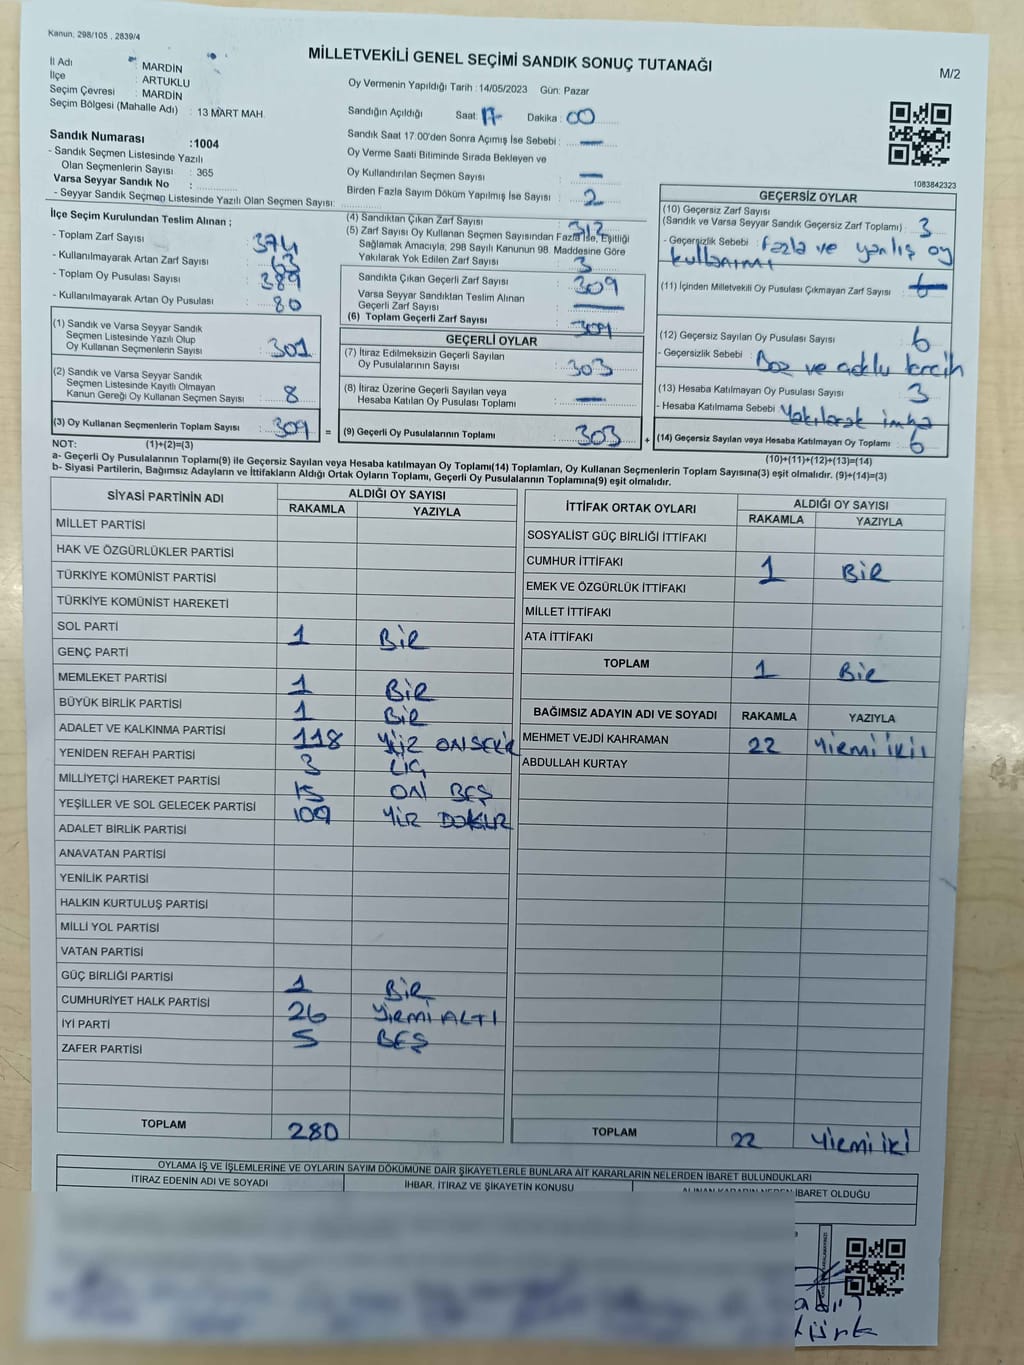 Kanun, 298/105 , 2839/4
MİLLETVEKİLİ GENEL SEÇİMİ SANDIK SONUÇ TUTANAĞI
M/2
İl Adı : MARDİN
İlçe : ARTUKLU
Seçim Çevresi : MARDİN
Seçim Bölgesi (Mahalle Adı) : 13 MART MAH.
Sandık Numarası :1004
- Sandık Seçmen Listesinde Yazılı
Olan Seçmenlerin Sayısı : 365
Varsa Seyyar Sandık No :
- Seyyar Sandık Seçmen Listesinde Yazılı Olan Seçmen Sayısı:
Oy Vermenin Yapıldığı Tarih : 14/05/2023 Gün: Pazar
Sandığın Açıldığı Saat: 17 Dakika : 00
Sandık Saat 17:00'den Sonra Açımış İse Sebebi : —
Oy Verme Saati Bitiminde Sırada Bekleyen ve
Oy Kullandırılan Seçmen Sayısı : —
Birden Fazla Sayım Döküm Yapılmış İse Sayısı : 2
1083842323
İlçe Seçim Kurulundan Teslim Alınan ;
- Toplam Zarf Sayısı : 374
- Kullanılmayarak Artan Zarf Sayısı : 63
- Toplam Oy Pusulası Sayısı : 389
- Kullanılmayarak Artan Oy Pusulası : 80
(1) Sandık ve Varsa Seyyar Sandık
Seçmen Listesinde Yazılı Olup
Oy Kullanan Seçmenlerin Sayısı : 301
(2) Sandık ve Varsa Seyyar Sandık
Seçmen Listesinde Kayıtlı Olmayan
Kanun Gereği Oy Kullanan Seçmen Sayısı : 8
(3) Oy Kullanan Seçmenlerin Toplam Sayısı : 309
(4) Sandıktan Çıkan Zarf Sayısı : 312
(5) Zarf Sayısı Oy Kullanan Seçmen Sayısından Fazla İse, Eşitliği
Sağlamak Amacıyla; 298 Sayılı Kanunun 98. Maddesine Göre
Yakılarak Yok Edilen Zarf Sayısı : 3
Sandıkta Çıkan Geçerli Zarf Sayısı : 309
Varsa Seyyar Sandıktan Teslim Alınan
Geçerli Zarf Sayısı : —
(6) Toplam Geçerli Zarf Sayısı : 309
GEÇERLİ OYLAR
(7) İtiraz Edilmeksizin Geçerli Sayılan
Oy Pusulalarının Sayısı : 303
(8) İtiraz Üzerine Geçerli Sayılan veya
Hesaba Katılan Oy Pusulası Toplamı : —
= (9) Geçerli Oy Pusulalarının Toplamı : 303
GEÇERSİZ OYLAR
(10) Geçersiz Zarf Sayısı
(Sandık ve Varsa Seyyar Sandık Geçersiz Zarf Toplamı) : 3
- Geçersizlik Sebebi : fazla ve yanlış oy
kullanımı
(11) İçinden Milletvekili Oy Pusulası Çıkmayan Zarf Sayısı :
(12) Geçersiz Sayılan Oy Pusulası Sayısı : 6
- Geçersizlik Sebebi : Boz ve
(13) Hesaba Katılmayan Oy Pusulası Sayısı : 3
- Hesaba Katılmama Sebebi : Yakılarak imha
+ (14) Geçersiz Sayılan veya Hesaba Katılmayan Oy Toplamı : 6
NOT: (1)+(2)=(3)
(10)+(11)+(12)+(13)=(14)
a- Geçerli Oy Pusulalarının Toplamı(9) ile Geçersiz Sayılan veya Hesaba katılmayan Oy Toplamı(14) Toplamları, Oy Kullanan Seçmenlerin Toplam Sayısına(3) eşit olmalıdır. (9)+(14)=(3)
b- Siyasi Partilerin, Bağımsız Adayların ve İttifakların Aldığı Ortak Oyların Toplamı, Geçerli Oy Pusulalarının Toplamına(9) eşit olmalıdır.
SİYASİ PARTİNİN ADI ALDIĞI OY SAYISI
RAKAMLA YAZIYLA
MİLLET PARTİSİ
HAK VE ÖZGÜRLÜKLER PARTİSİ
TÜRKİYE KOMÜNİST PARTİSİ
TÜRKİYE KOMÜNİST HAREKETİ
SOL PARTİ 1 BİR
GENÇ PARTİ
MEMLEKET PARTİSİ 1 BİR
BÜYÜK BİRLİK PARTİSİ 1 BİR
ADALET VE KALKINMA PARTİSİ 118 YÜZ ONSEKİZ
YENİDEN REFAH PARTİSİ 3 ÜÇ
MİLLİYETÇİ HAREKET PARTİSİ 15 ON BEŞ
YEŞİLLER VE SOL GELECEK PARTİSİ 109 YÜZ DOKUZ
ADALET BİRLİK PARTİSİ
ANAVATAN PARTİSİ
YENİLİK PARTİSİ
HALKIN KURTULUŞ PARTİSİ
MİLLİ YOL PARTİSİ
VATAN PARTİSİ
GÜÇ BİRLİĞİ PARTİSİ 1 BİR
CUMHURİYET HALK PARTİSİ 26 YİRMİ ALTI
İYİ PARTİ 5 BEŞ
ZAFER PARTİSİ
TOPLAM 280
İTTİFAK ORTAK OYLARI ALDIĞI OY SAYISI
RAKAMLA YAZIYLA
SOSYALİST GÜÇ BİRLİĞİ İTTİFAKI
CUMHUR İTTİFAKI 1 BİR
EMEK VE ÖZGÜRLÜK İTTİFAKI
MİLLET İTTİFAKI
ATA İTTİFAKI
TOPLAM 1 BİR
BAĞIMSIZ ADAYIN ADI VE SOYADI RAKAMLA YAZIYLA
MEHMET VEJDİ KAHRAMAN 22 Yirmi iki
ABDULLAH KURTAY
TOPLAM 22 Yirmi iki
OYLAMA İŞ VE İŞLEMLERİNE VE OYLARIN SAYIM DÖKÜMÜNE DAİR ŞİKAYETLERLE BUNLARA AİT KARARLARIN NELERDEN İBARET BULUNDUKLARI
İTİRAZ EDENİN ADI VE SOYADI İHBAR, İTİRAZ VE ŞİKAYETİN KONUSU ALINAN KARARIN NEDEN İBARET OLDUĞU